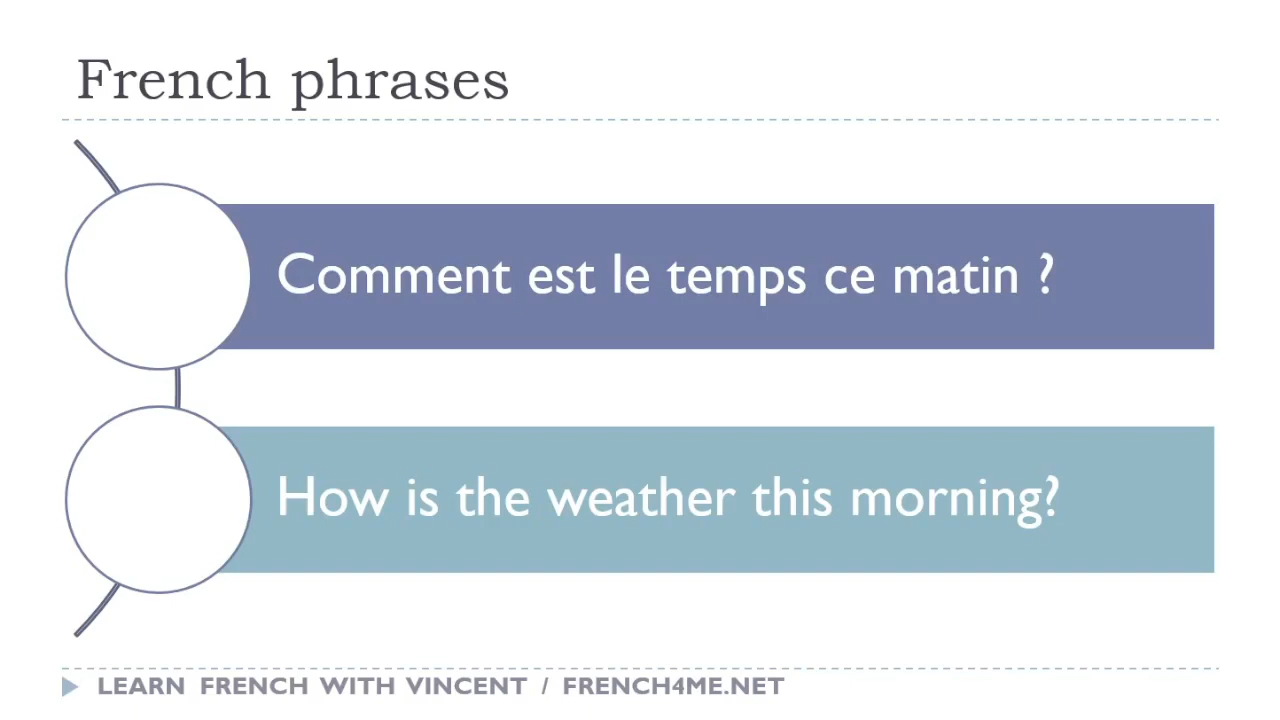 French phrases
Comment est le temps ce matin ?
How is the weather this morning?
LEARN FRENCH WITH VINCENT / FRENCH4ME.NET